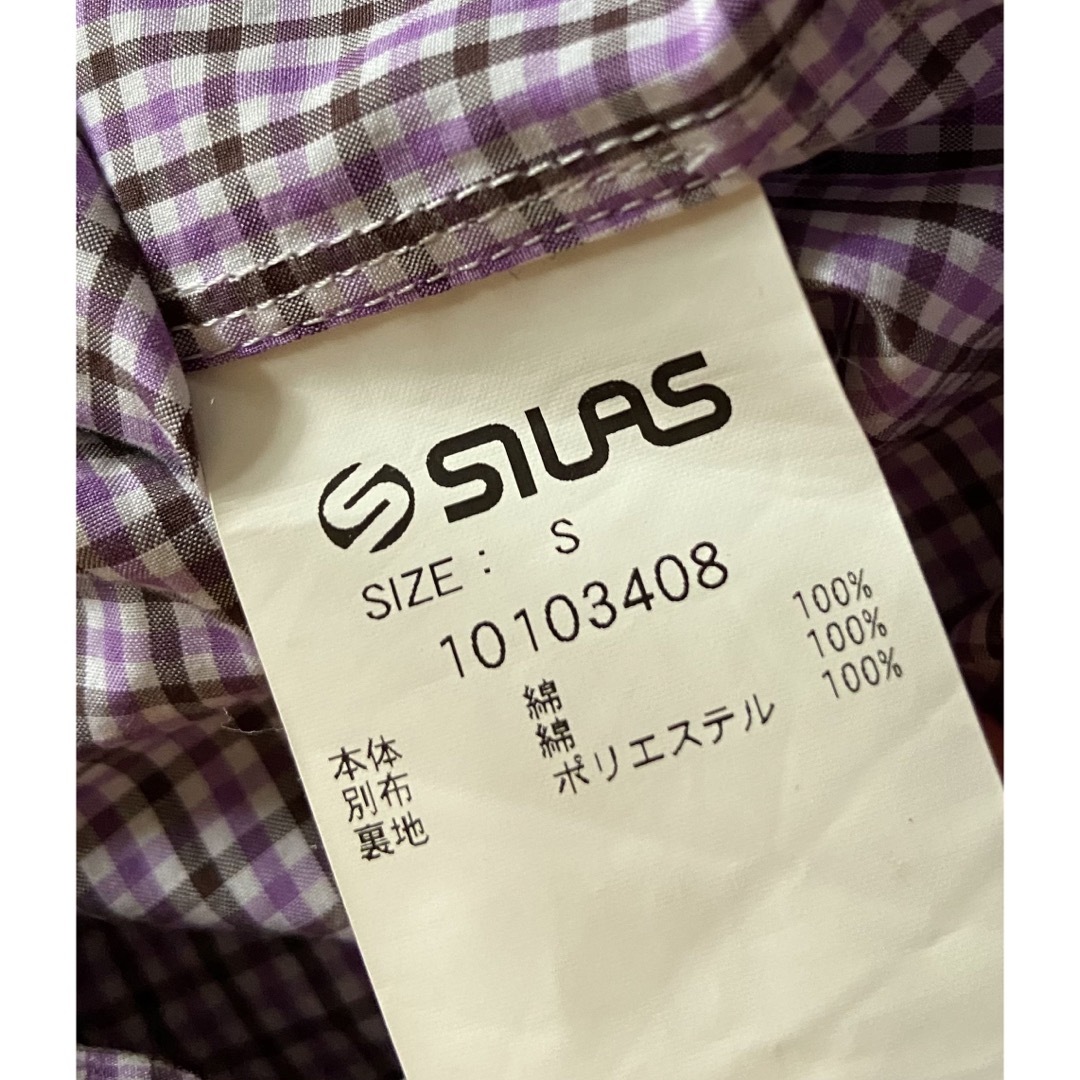 SILAS
SIZE: S
10103408
本体 綿 100%
別布 綿 100%
裏地 ポリエステル 100%